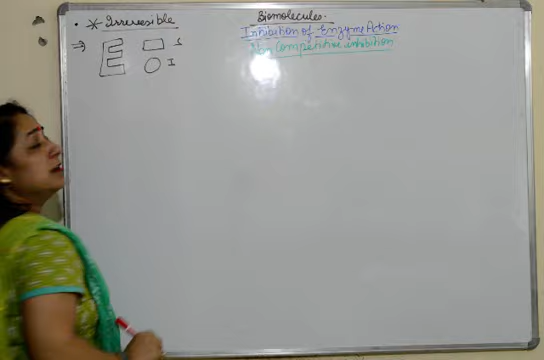 Biomolecules.
* Irreversible
Inhibition of Enzyme Action
Non Competitive inhibition
S
I